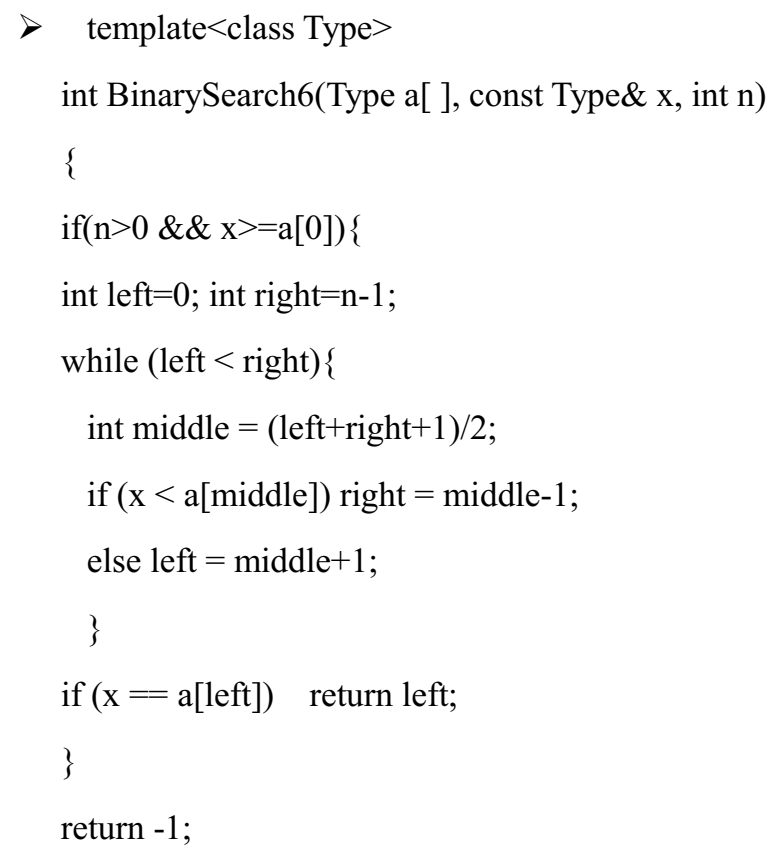 ➢ template<class Type>
int BinarySearch6(Type a[ ], const Type& x, int n)
{
if(n>0 && x>=a[0]){
int left=0; int right=n-1;
while (left < right){
int middle = (left+right+1)/2;
if (x < a[middle]) right = middle-1;
else left = middle+1;
}
if (x == a[left]) return left;
}
return -1;